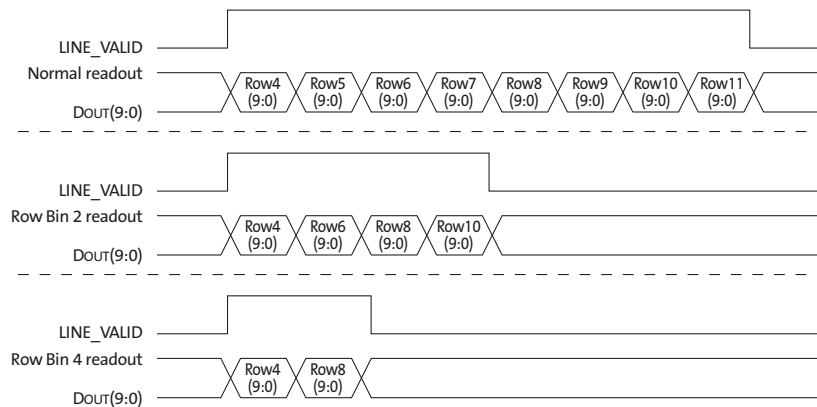 LINE_VALID
Normal readout
Row4 Row5 Row6 Row7 Row8 Row9 Row10 Row11
(9:0) (9:0) (9:0) (9:0) (9:0) (9:0) (9:0) (9:0)
DOUT(9:0)
LINE_VALID
Row Bin 2 readout
Row4 Row6 Row8 Row10
(9:0) (9:0) (9:0) (9:0)
DOUT(9:0)
LINE_VALID
Row Bin 4 readout
Row4 Row8
(9:0) (9:0)
DOUT(9:0)